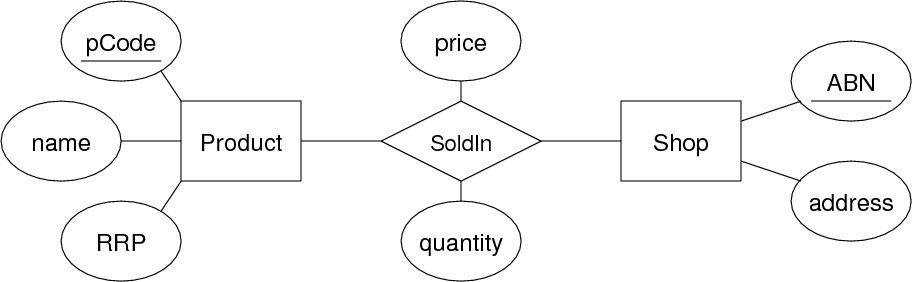 pCode
name
RRP
Product
price
SoldIn
quantity
Shop
ABN
address